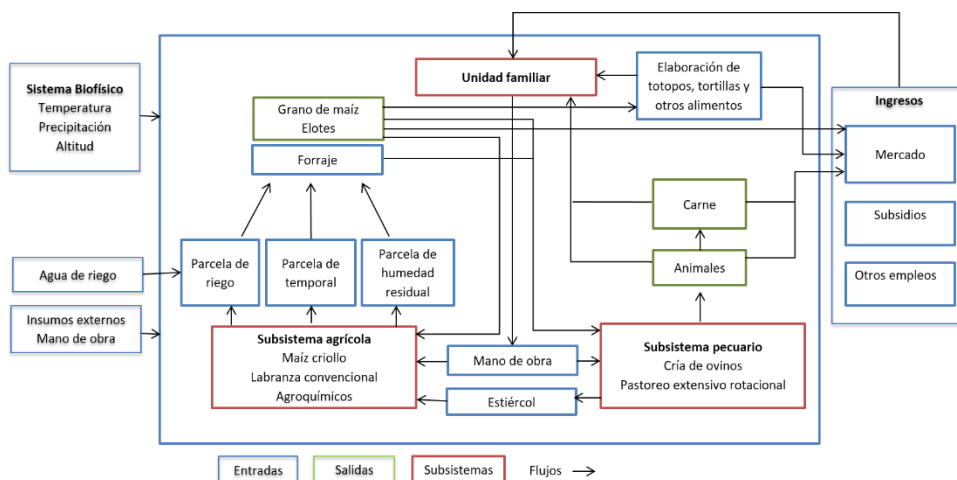 Sistema Biofísico
Temperatura
Precipitación
Altitud
Unidad familiar
Elaboración de
totopos, tortillas y
otros alimentos
Ingresos
Grano de maíz
Elotes
Mercado
Forraje
Carne
Subsidios
Parcela de
riego
Parcela de
temporal
Parcela de
humedad
residual
Animales
Otros empleos
Agua de riego
Insumos externos
Mano de obra
Subsistema agrícola
Maíz criollo
Labranza convencional
Agroquímicos
Mano de obra
Estiércol
Subsistema pecuario
Cría de ovinos
Pastoreo extensivo rotacional
Entradas
Salidas
Subsistemas
Flujos